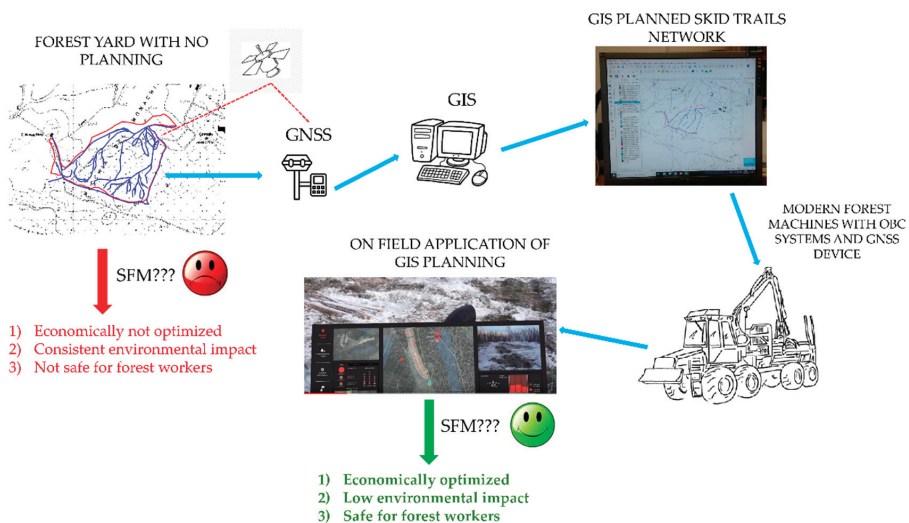 FOREST YARD WITH NO
PLANNING
GNSS
GIS
GIS PLANNED SKID TRAILS
NETWORK
MODERN FOREST
MACHINES WITH OBC
SYSTEMS AND GNSS
DEVICE
ON FIELD APPLICATION OF
GIS PLANNING
SFM???
1) Economically not optimized
2) Consistent environmental impact
3) Not safe for forest workers
SFM???
1) Economically optimized
2) Low environmental impact
3) Safe for forest workers